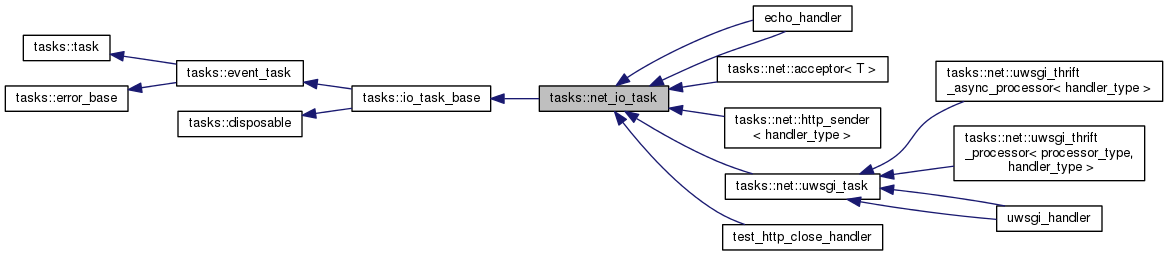 tasks::task
tasks::error_base
tasks::event_task
tasks::disposable
tasks::io_task_base
tasks::net_io_task
echo_handler
tasks::net::acceptor< T >
tasks::net::http_sender
< handler_type >
tasks::net::uwsgi_task
test_http_close_handler
tasks::net::uwsgi_thrift
_async_processor< handler_type >
tasks::net::uwsgi_thrift
_processor< processor_type,
handler_type >
uwsgi_handler